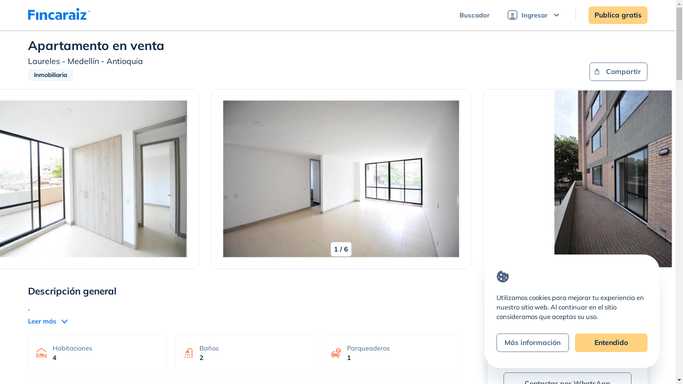 Fincaraiz
Buscador
Ingresar
Publica gratis
Apartamento en venta
Laureles - Medellín - Antioquia
Inmobiliaria
Compartir
1 / 6
Descripción general
.
Leer más
Habitaciones
4
Baños
2
Parqueaderos
1
Utilizamos cookies para mejorar tu experiencia en
nuestro sitio web. Al continuar en el sitio
consideramos que aceptas su uso.
Más información
Entendido
Contactar por WhatsApp